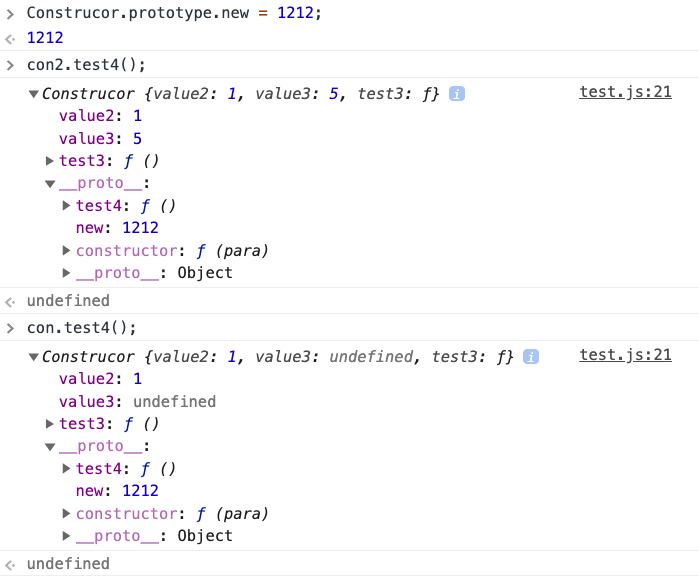 > Construcor.prototype.new = 1212;
1212
> con2.test4();
▼Construcor {value2: 1, value3: 5, test3: ƒ} i test.js:21
value2: 1
value3: 5
▶test3: ƒ ()
▼__proto__:
▶test4: ƒ ()
new: 1212
▶constructor: ƒ (para)
▶__proto__: Object
undefined
> con.test4();
▼Construcor {value2: 1, value3: undefined, test3: ƒ} i test.js:21
value2: 1
value3: undefined
▶test3: ƒ ()
▼__proto__:
▶test4: ƒ ()
new: 1212
▶constructor: ƒ (para)
▶__proto__: Object
undefined